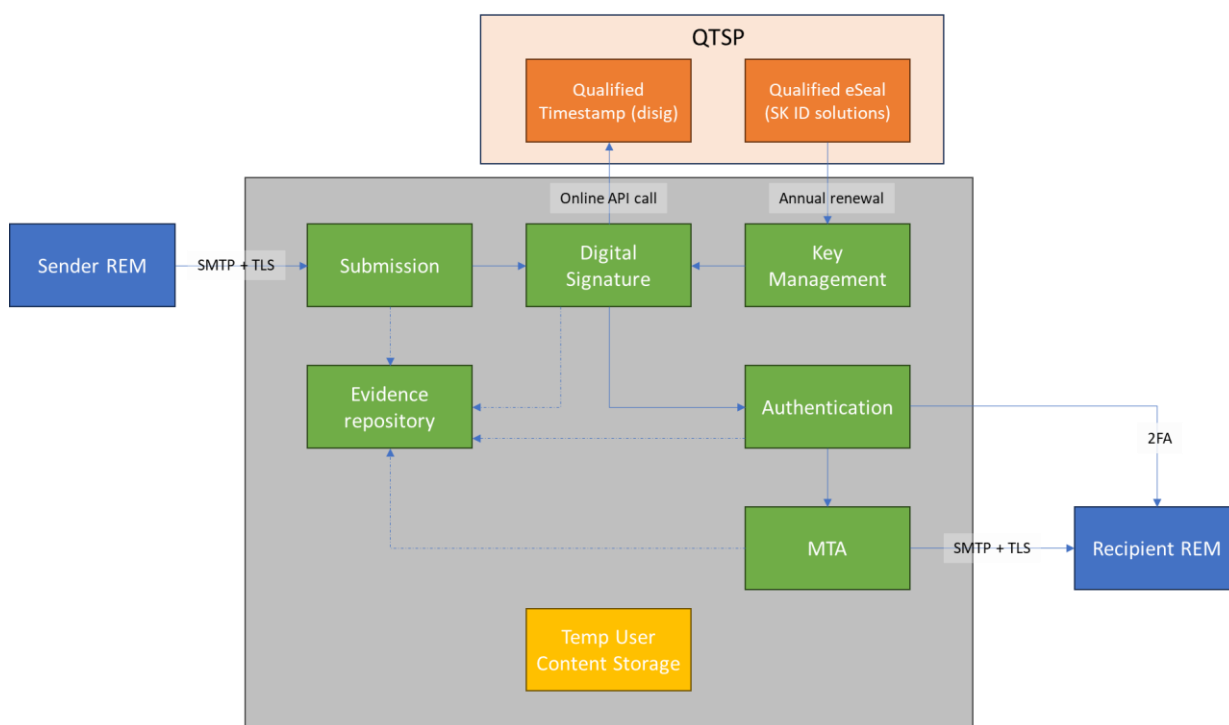 QTSP
Qualified
Timestamp (disig)
Qualified eSeal
(SK ID solutions)
Online API call
Annual renewal
Sender REM
SMTP + TLS
Submission
Digital
Signature
Key
Management
Evidence
repository
Authentication
2FA
MTA
SMTP + TLS
Recipient REM
Temp User
Content Storage